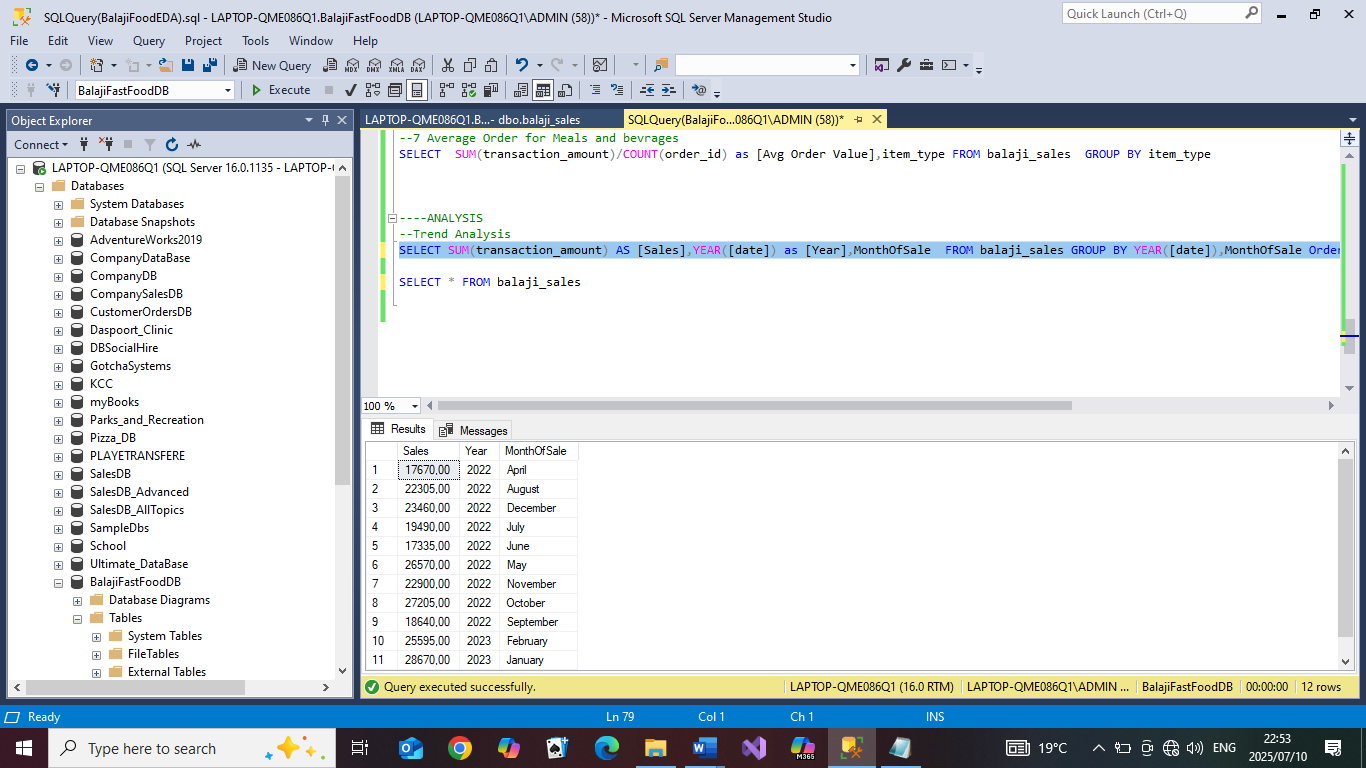 SQLQuery(BalajiFoodEDA).sql - LAPTOP-QME086Q1.BalajiFastFoodDB (LAPTOP-QME086Q1\ADMIN (58))* - Microsoft SQL Server Management Studio
Quick Launch (Ctrl+Q)
File Edit View Query Project Tools Window Help
New Query
MDX DMX XMLA DAX
BalajiFastFoodDB Execute
Object Explorer
Connect
LAPTOP-QME086Q1 (SQL Server 16.0.1135 - LAPTOP-
Databases
System Databases
Database Snapshots
AdventureWorks2019
CompanyDataBase
CompanyDB
CompanySalesDB
CustomerOrdersDB
Daspoort_Clinic
DBSocialHire
GotchaSystems
KCC
myBooks
Parks_and_Recreation
Pizza_DB
PLAYETRANSFERE
SalesDB
SalesDB_Advanced
SalesDB_AllTopics
SampleDbs
School
Ultimate_DataBase
BalajiFastFoodDB
Database Diagrams
Tables
System Tables
FileTables
External Tables
LAPTOP-QME086Q1.B...- dbo.balaji_sales
SQLQuery(BalajiFo...086Q1\ADMIN (58))*
--7 Average Order for Meals and bevrages
SELECT SUM(transaction_amount)/COUNT(order_id) as [Avg Order Value],item_type FROM balaji_sales GROUP BY item_type
----ANALYSIS
--Trend Analysis
SELECT SUM(transaction_amount) AS [Sales],YEAR([date]) as [Year],MonthOfSale FROM balaji_sales GROUP BY YEAR([date]),MonthOfSale Order
SELECT * FROM balaji_sales
100 %
Results Messages
Sales Year MonthOfSale
1 17670,00 2022 April
2 22305,00 2022 August
3 23460,00 2022 December
4 19490,00 2022 July
5 17335,00 2022 June
6 26570,00 2022 May
7 22900,00 2022 November
8 27205,00 2022 October
9 18640,00 2022 September
10 25595,00 2023 February
11 28670,00 2023 January
Query executed successfully.
LAPTOP-QME086Q1 (16.0 RTM) LAPTOP-QME086Q1\ADMIN ... BalajiFastFoodDB 00:00:00 12 rows
Ready Ln 79 Col 1 Ch 1 INS
Type here to search
M365
19°C
ENG
22:53
2025/07/10